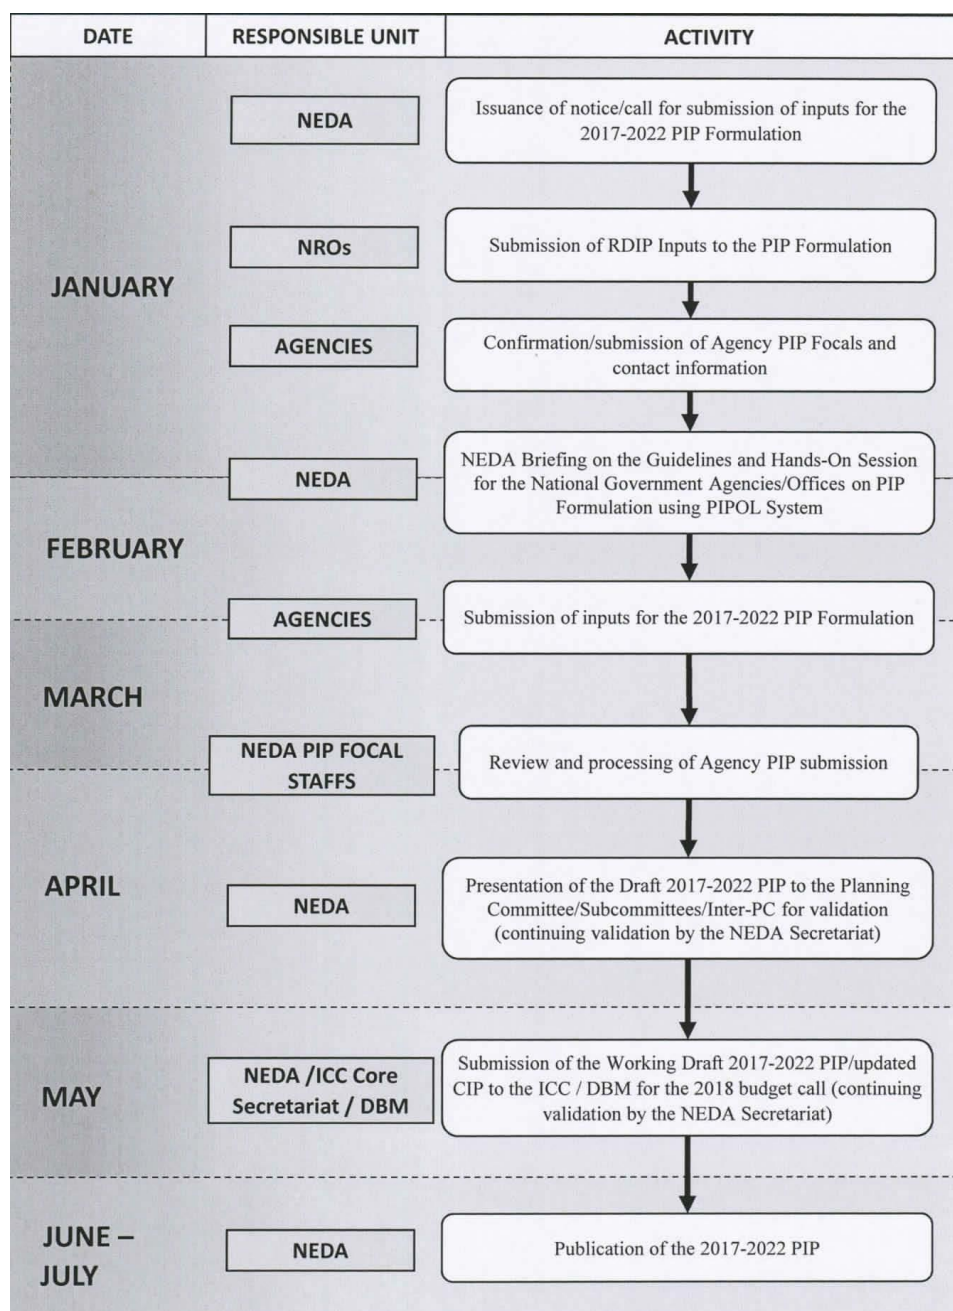 DATE
RESPONSIBLE UNIT
ACTIVITY
JANUARY
NEDA
Issuance of notice/call for submission of inputs for the
2017-2022 PIP Formulation
NROs
Submission of RDIP Inputs to the PIP Formulation
AGENCIES
Confirmation/submission of Agency PIP Focals and
contact information
NEDA
NEDA Briefing on the Guidelines and Hands-On Session
for the National Government Agencies/Offices on PIP
Formulation using PIPOL System
FEBRUARY
AGENCIES
Submission of inputs for the 2017-2022 PIP Formulation
MARCH
NEDA PIP FOCAL
STAFFS
Review and processing of Agency PIP submission
APRIL
NEDA
Presentation of the Draft 2017-2022 PIP to the Planning
Committee/Subcommittees/Inter-PC for validation
(continuing validation by the NEDA Secretariat)
MAY
NEDA /ICC Core
Secretariat / DBM
Submission of the Working Draft 2017-2022 PIP/updated
CIP to the ICC / DBM for the 2018 budget call (continuing
validation by the NEDA Secretariat)
JUNE –
JULY
NEDA
Publication of the 2017-2022 PIP